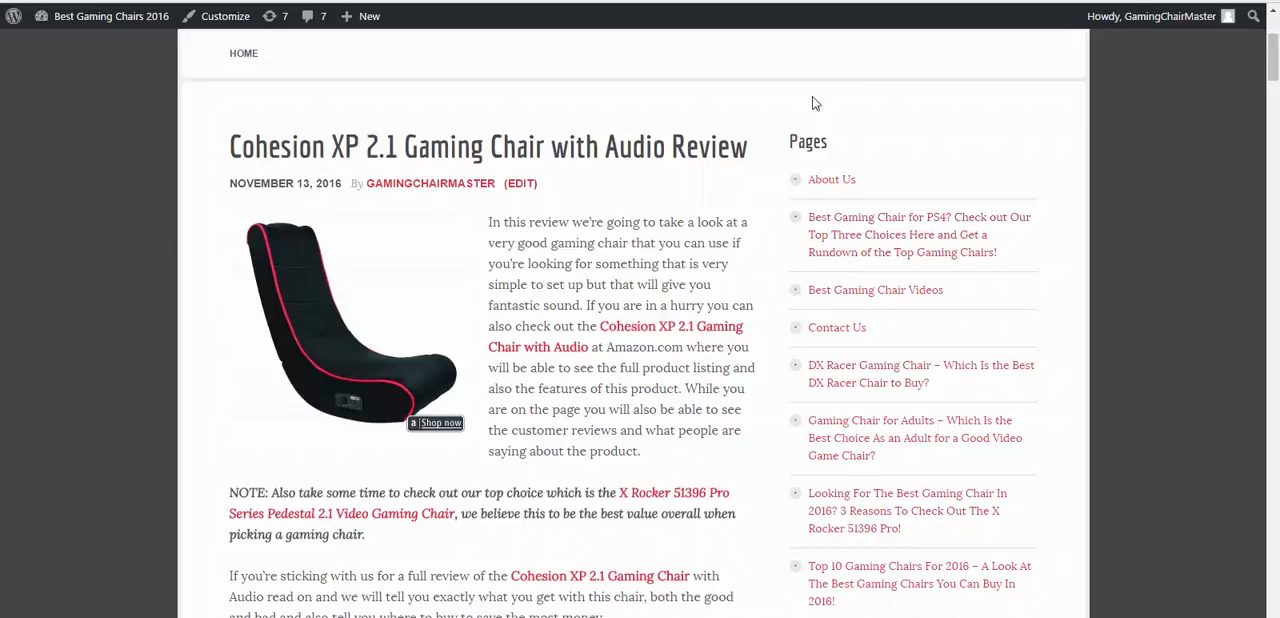 Best Gaming Chairs 2016 Customize 7 7 New Howdy, GamingChairMaster
HOME
Cohesion XP 2.1 Gaming Chair with Audio Review
NOVEMBER 13, 2016 By GAMINGCHAIRMASTER (EDIT)
In this review we're going to take a look at a
very good gaming chair that you can use if
you're looking for something that is very
simple to set up but that will give you
fantastic sound. If you are in a hurry you can
also check out the Cohesion XP 2.1 Gaming
Chair with Audio at Amazon.com where you
will be able to see the full product listing and
also the features of this product. While you
are on the page you will also be able to see
the customer reviews and what people are
saying about the product.
a Shop now
NOTE: Also take some time to check out our top choice which is the X Rocker 51396 Pro
Series Pedestal 2.1 Video Gaming Chair, we believe this to be the best value overall when
picking a gaming chair.
If you're sticking with us for a full review of the Cohesion XP 2.1 Gaming Chair with
Audio read on and we will tell you exactly what you get with this chair, both the good
and bad and also tell you where to buy to save the most money.
Pages
About Us
Best Gaming Chair for PS4? Check out Our
Top Three Choices Here and Get a
Rundown of the Top Gaming Chairs!
Best Gaming Chair Videos
Contact Us
DX Racer Gaming Chair – Which Is the Best
DX Racer Chair to Buy?
Gaming Chair for Adults – Which Is the
Best Choice As an Adult for a Good Video
Game Chair?
Looking For The Best Gaming Chair In
2016? 3 Reasons To Check Out The X
Rocker 51396 Pro!
Top 10 Gaming Chairs For 2016 – A Look At
The Best Gaming Chairs You Can Buy In
2016!